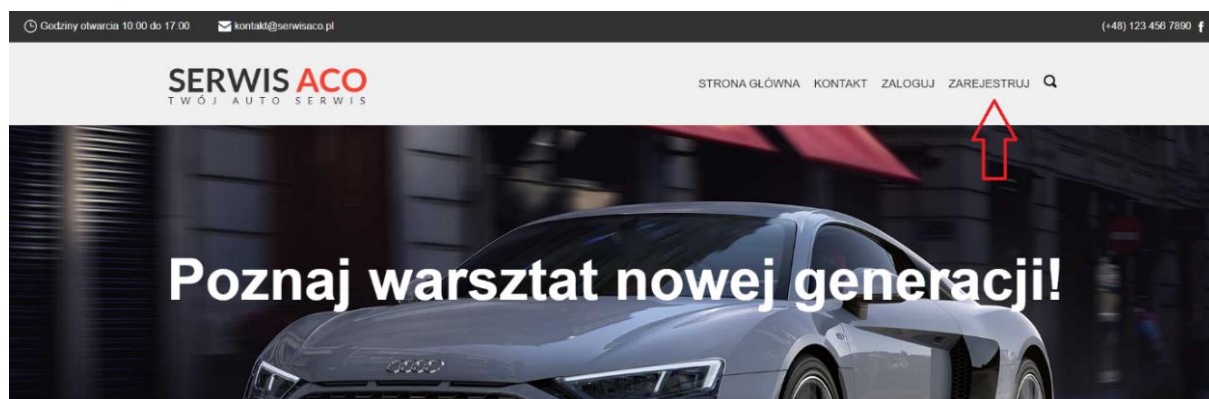 Godziny otwarcia 10:00 do 17:00 kontakt@serwisaco.pl (+48) 123 456 7890
SERWIS ACO
TWÓJ AUTO SERWIS
STRONA GŁÓWNA KONTAKT ZALOGUJ ZAREJESTRUJ
Poznaj warsztat nowej generacji!